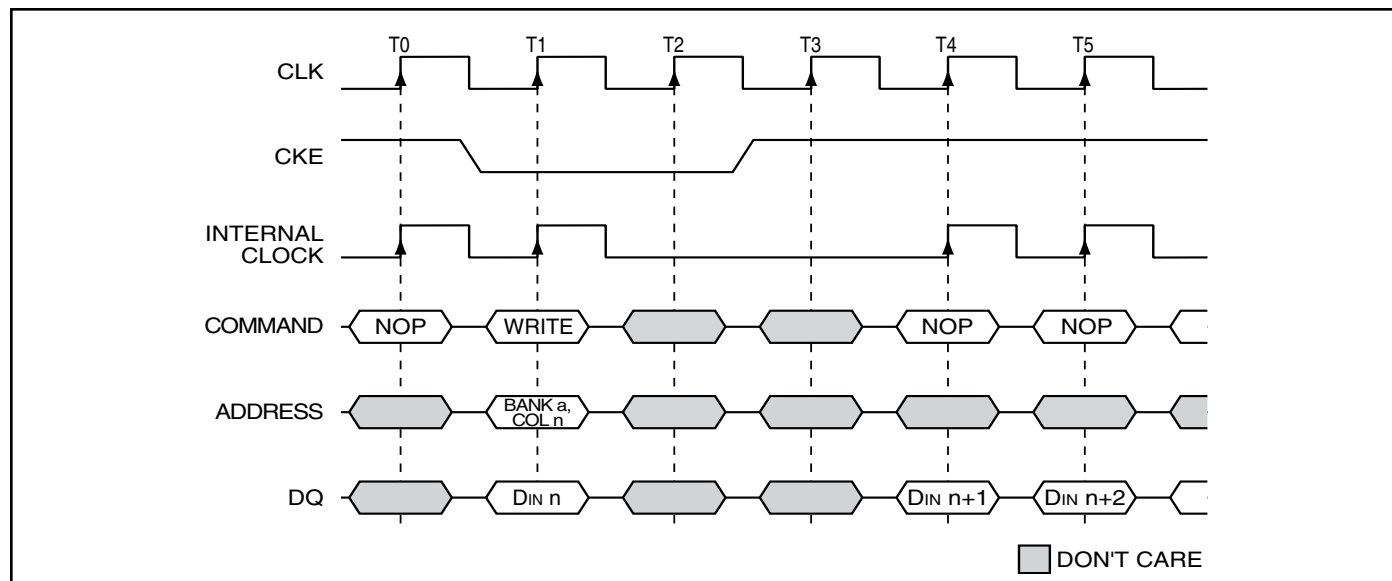 T0 T1 T2 T3 T4 T5
CLK
CKE
INTERNAL
CLOCK
COMMAND NOP WRITE NOP NOP
ADDRESS BANK a,
COL n
DQ DIN n DIN n+1 DIN n+2
DON'T CARE